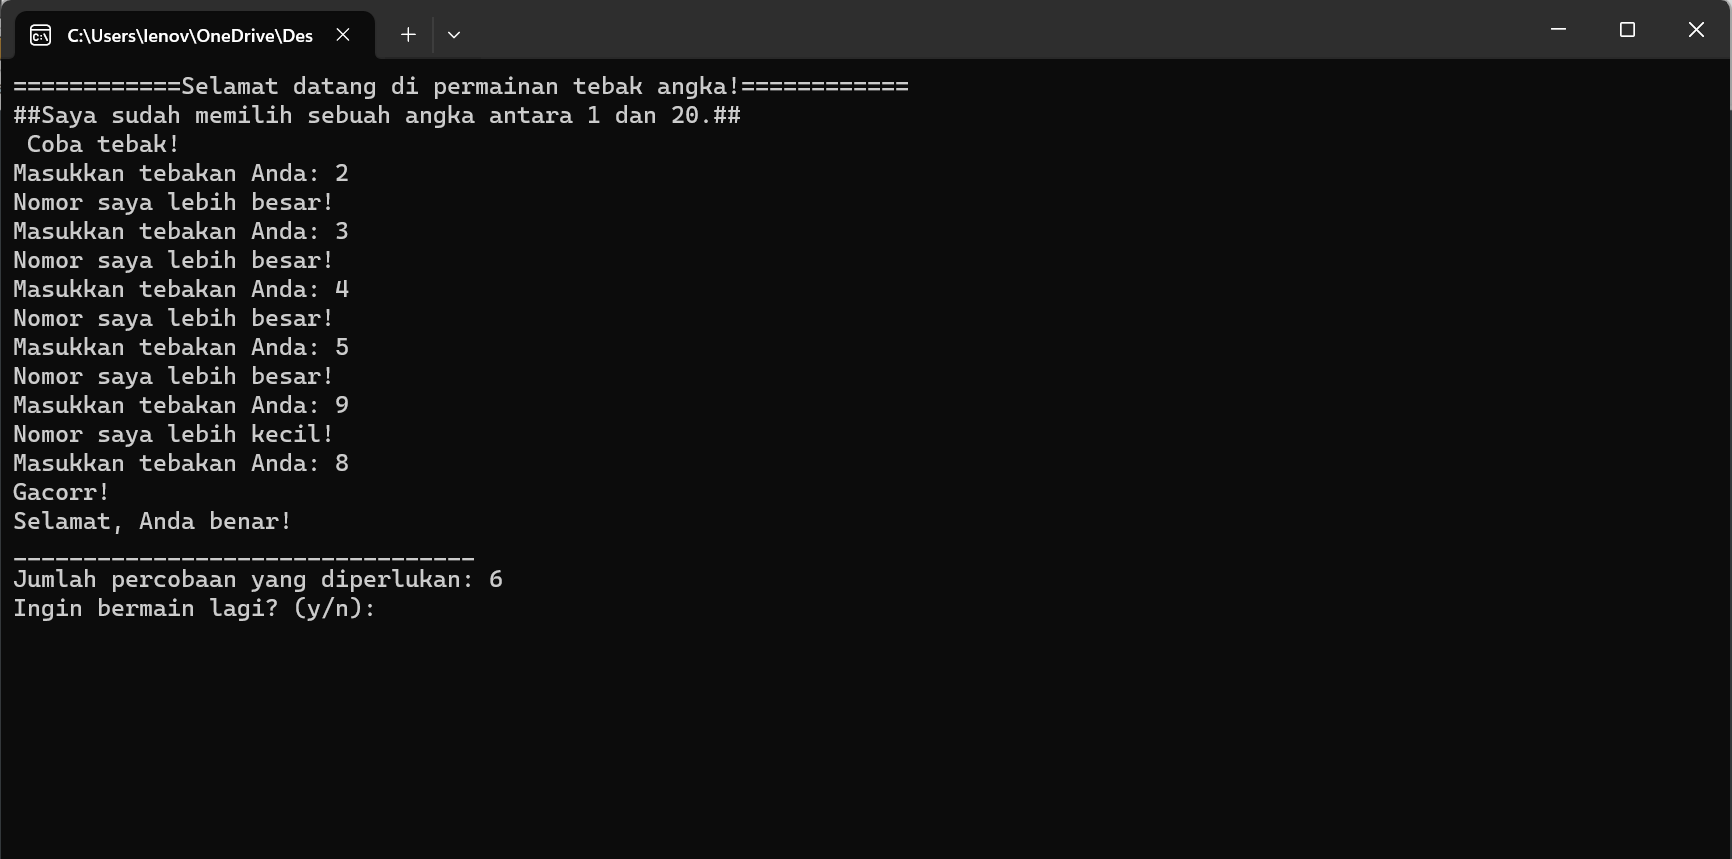 C:\Users\lenov\OneDrive\Des
============Selamat datang di permainan tebak angka!============
##Saya sudah memilih sebuah angka antara 1 dan 20.##
 Coba tebak!
Masukkan tebakan Anda: 2
Nomor saya lebih besar!
Masukkan tebakan Anda: 3
Nomor saya lebih besar!
Masukkan tebakan Anda: 4
Nomor saya lebih besar!
Masukkan tebakan Anda: 5
Nomor saya lebih besar!
Masukkan tebakan Anda: 9
Nomor saya lebih kecil!
Masukkan tebakan Anda: 8
Gacorr!
Selamat, Anda benar!
_________________________________
Jumlah percobaan yang diperlukan: 6
Ingin bermain lagi? (y/n):